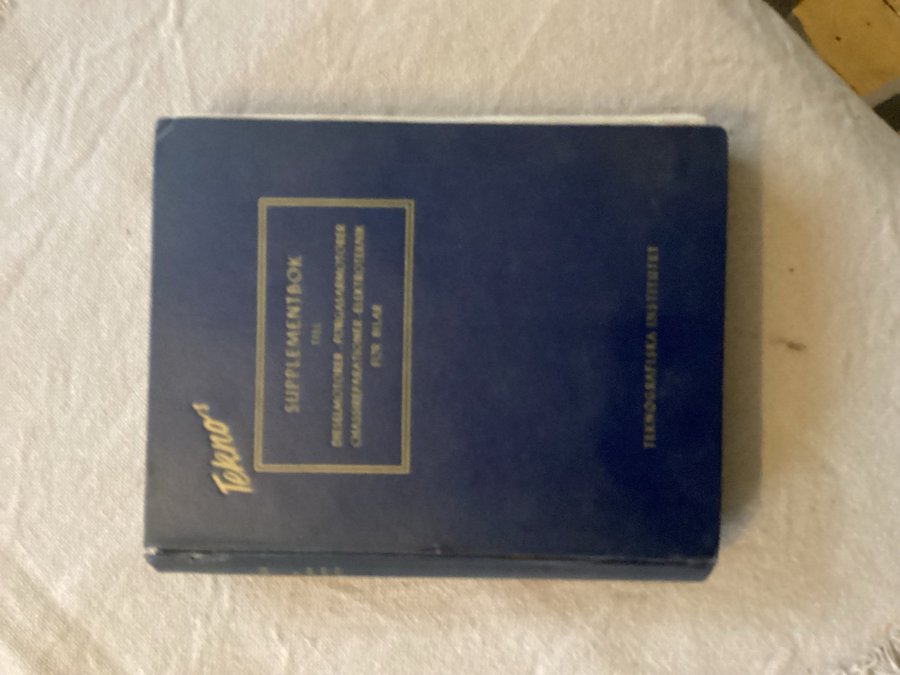 Tekno's
SUPPLEMENTBOK
TILL
DIESELMOTORER - FÖRGASARMOTORER
CHASSIREPARATIONER - ELEKTROTEKNIK
FÖR BILAR
TEKNOGRAFISKA INSTITUTET